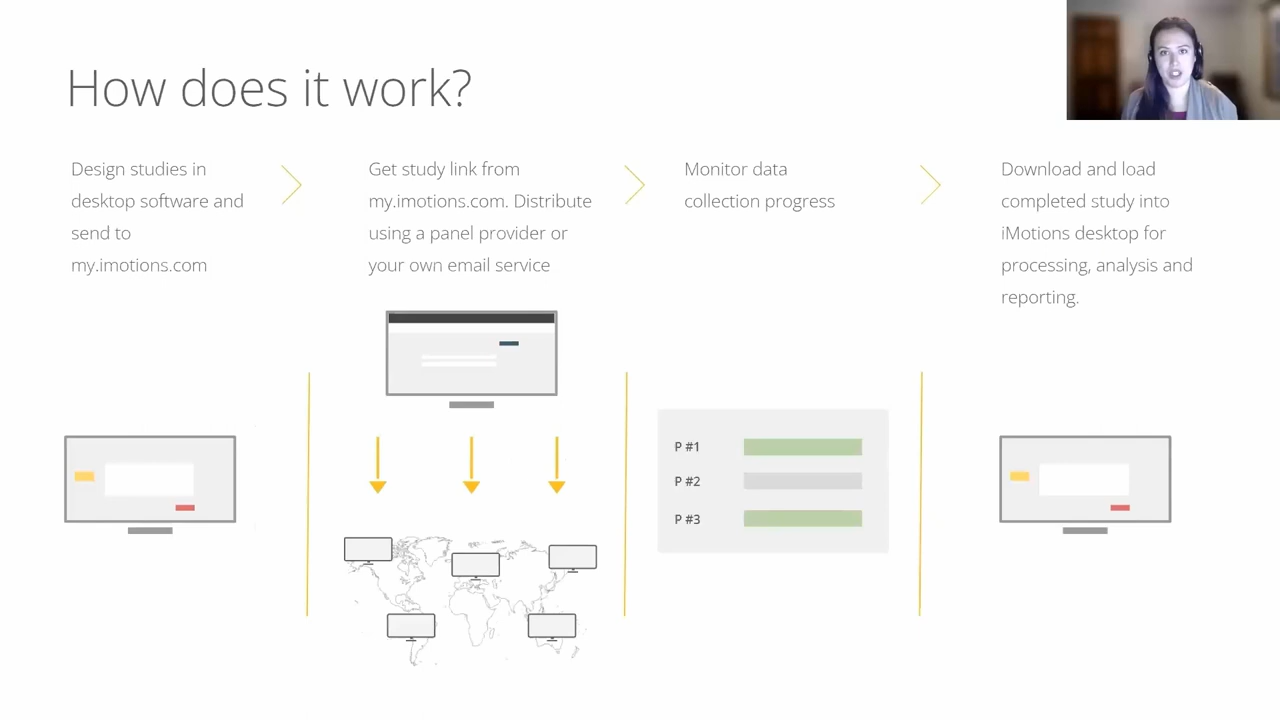 How does it work?
Design studies in
desktop software and
send to
my.imotions.com
Get study link from
my.imotions.com. Distribute
using a panel provider or
your own email service
Monitor data
collection progress
Download and load
completed study into
iMotions desktop for
processing, analysis and
reporting.
P #1
P #2
P #3